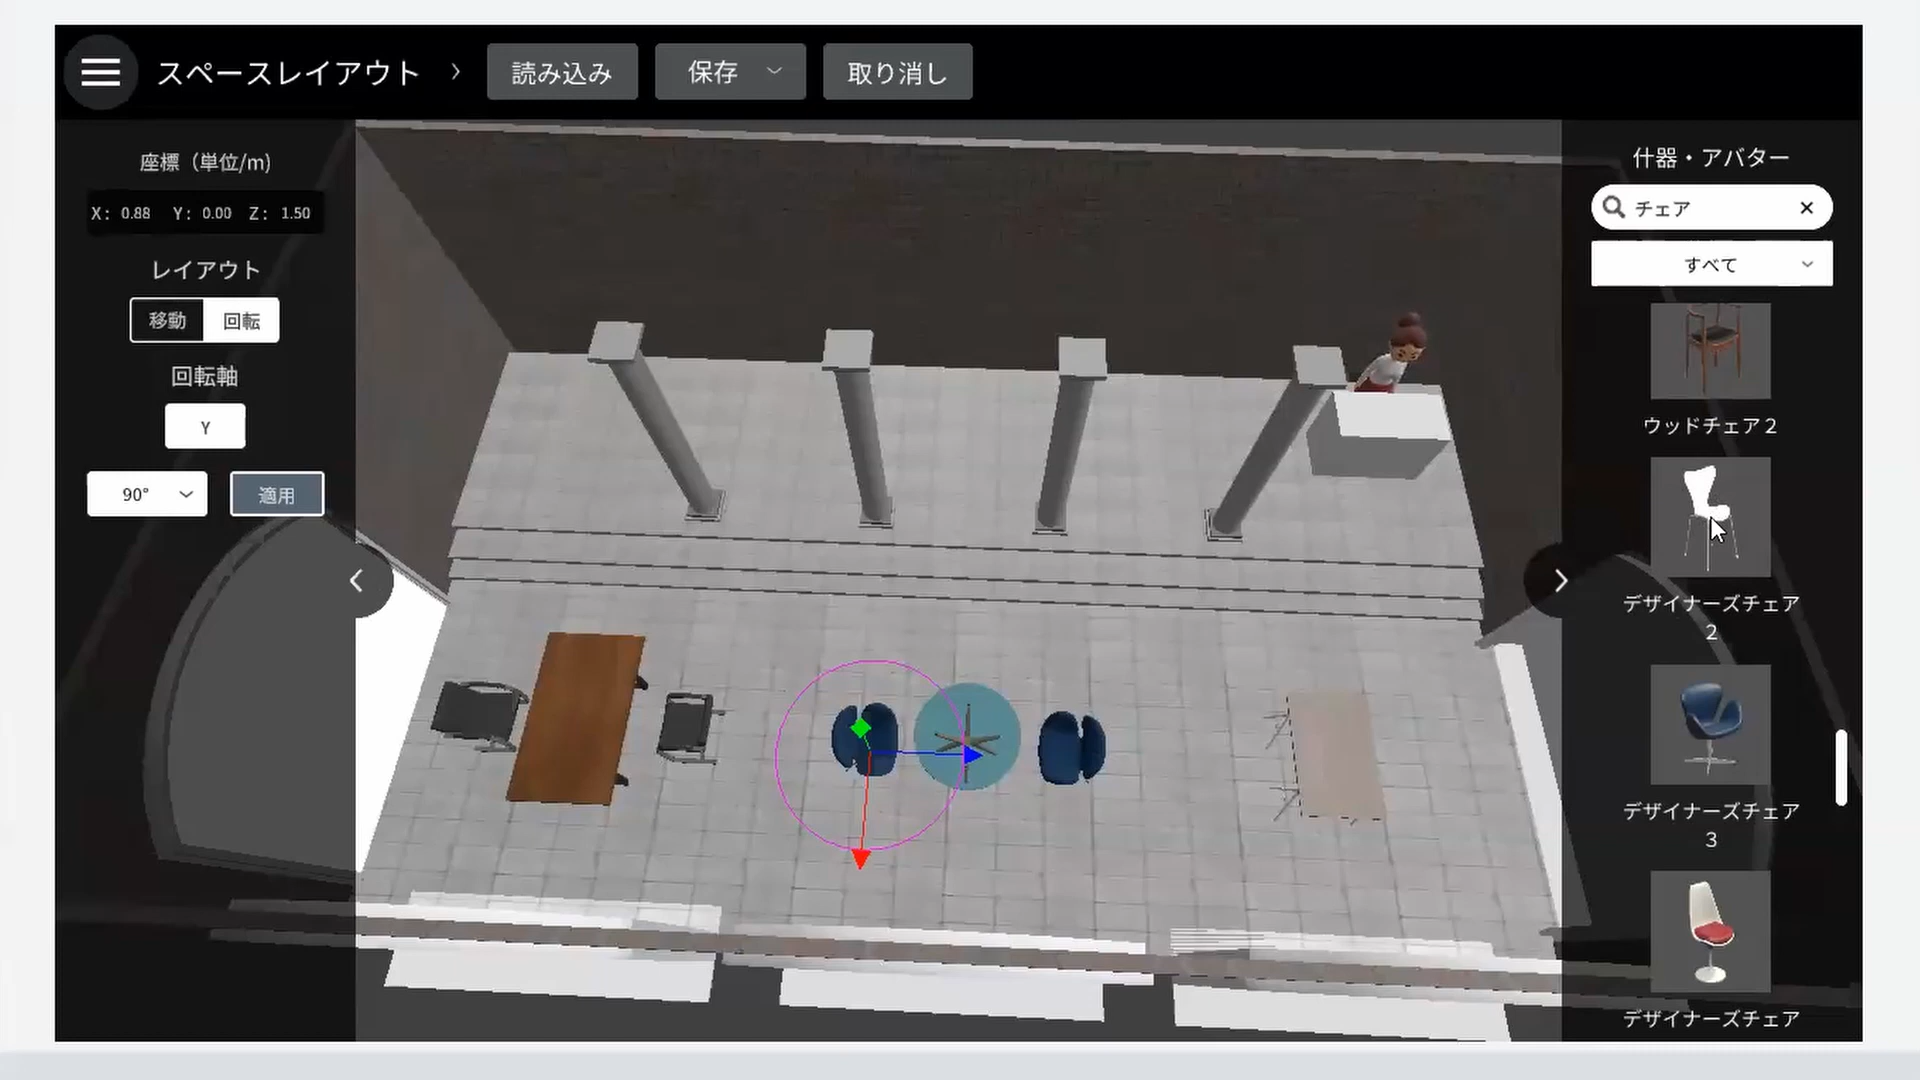 スペースレイアウト
読み込み
保存
取り消し
座標（単位/m)
X: 0.88 Y: 0.00 Z: 1.50
レイアウト
移動
回転
回転軸
Y
90°
適用
什器・アバター
チェア
すべて
ウッドチェア２
デザイナーズチェア
2
デザイナーズチェア
3
デザイナーズチェア